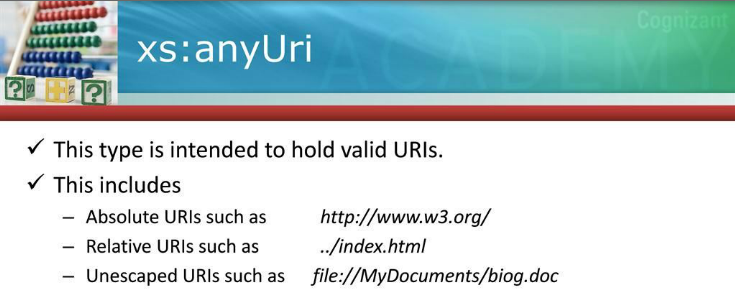 Cognizant
xs:anyUri
ACADEMY
✓ This type is intended to hold valid URIs.
✓ This includes
– Absolute URIs such as http://www.w3.org/
– Relative URIs such as ../index.html
– Unescaped URIs such as file://MyDocuments/biog.doc
? ?